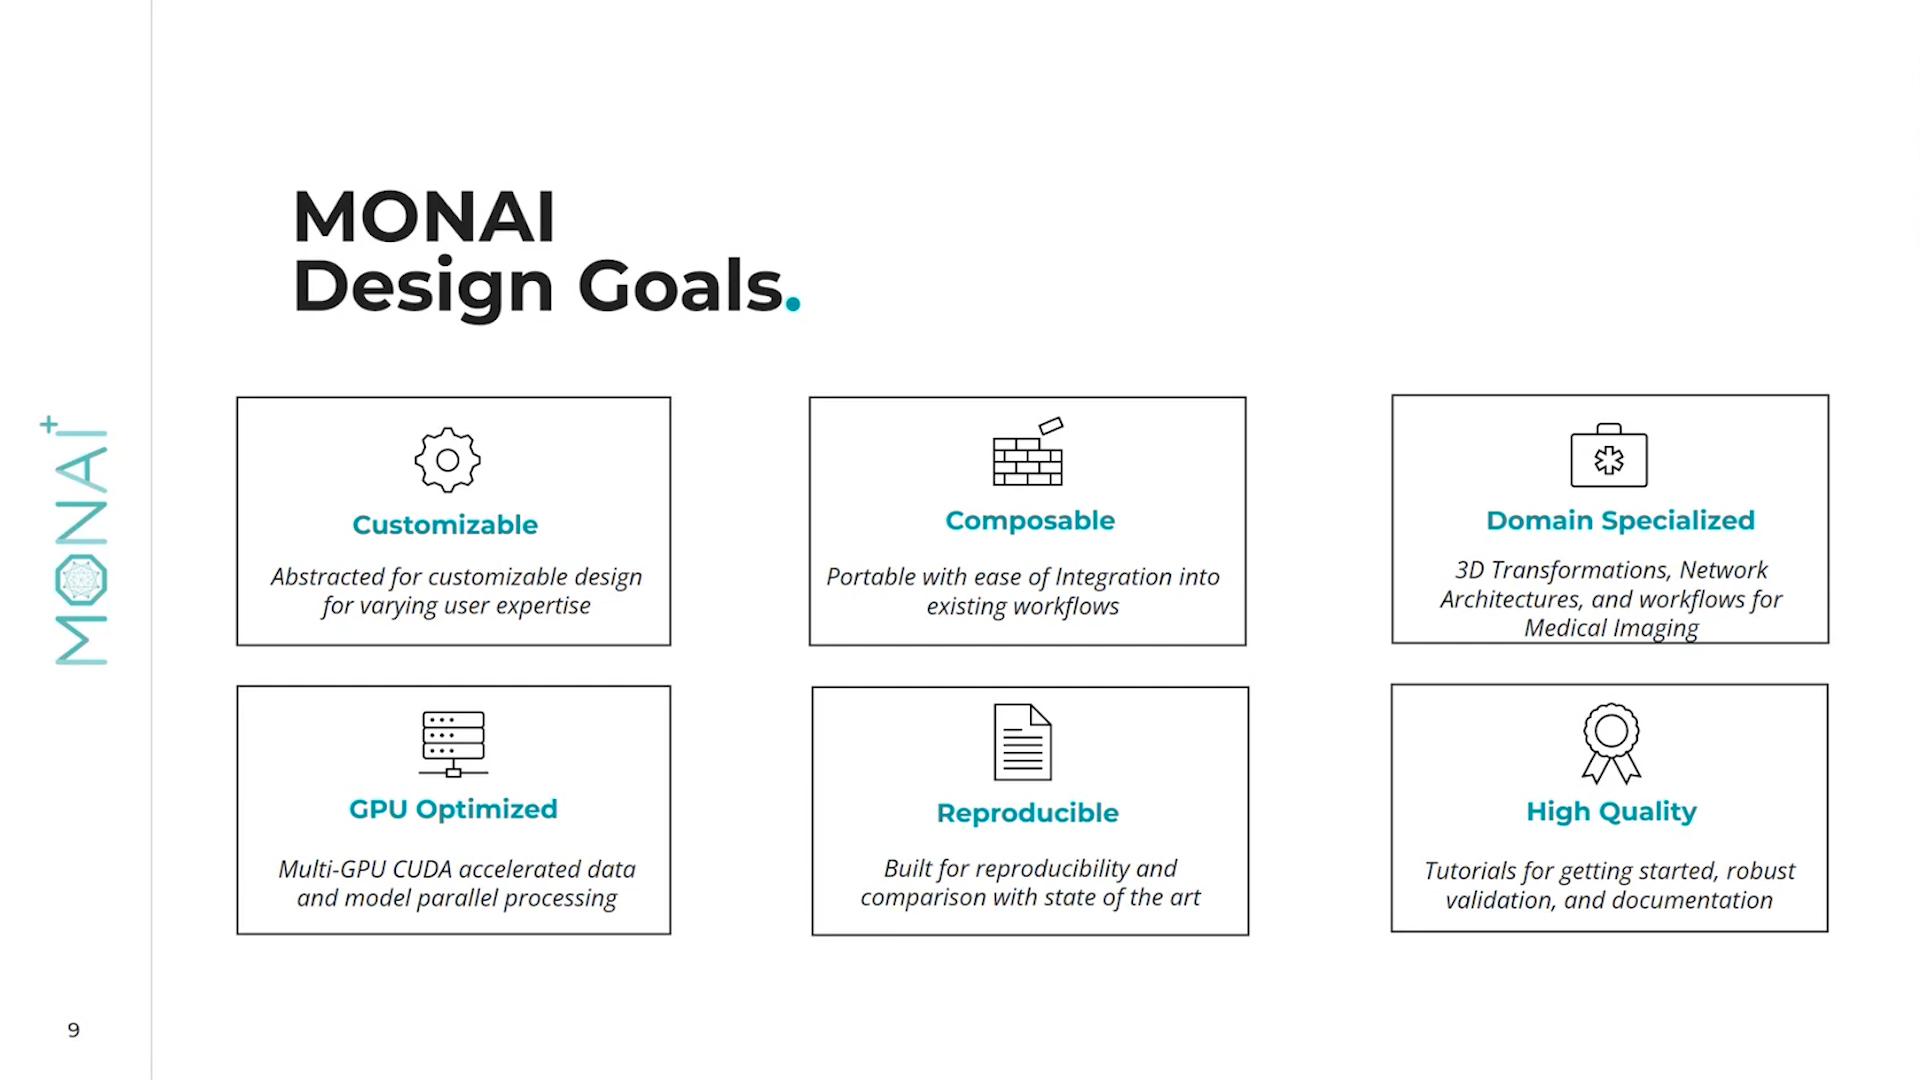 MONAI
MONAI
Design Goals.
Customizable
Abstracted for customizable design
for varying user expertise
Composable
Portable with ease of Integration into
existing workflows
Domain Specialized
3D Transformations, Network
Architectures, and workflows for
Medical Imaging
GPU Optimized
Multi-GPU CUDA accelerated data
and model parallel processing
Reproducible
Built for reproducibility and
comparison with state of the art
High Quality
Tutorials for getting started, robust
validation, and documentation
9